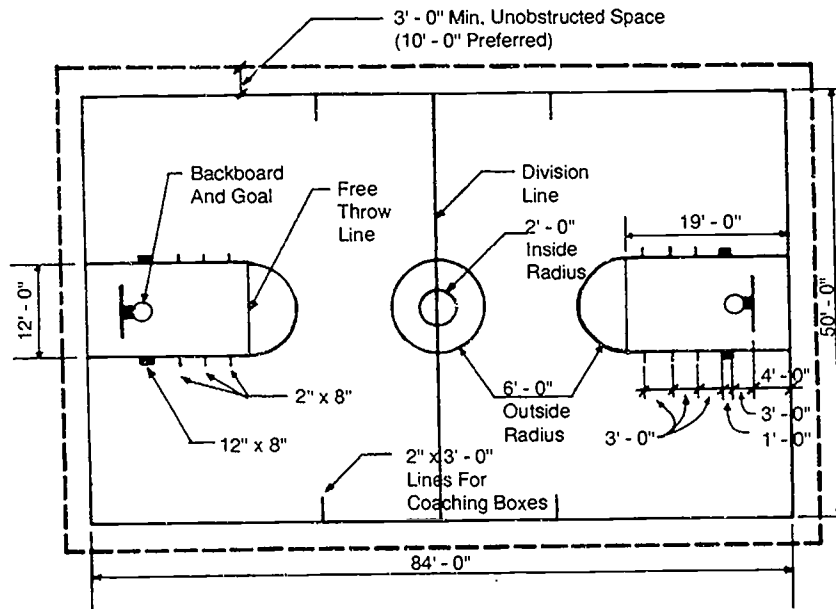 3' - 0" Min. Unobstructed Space
(10' - 0" Preferred)
Backboard
And Goal
Free
Throw
Line
Division
Line
2' - 0"
Inside
Radius
19' - 0"
12' - 0"
50' - 0"
2" x 8"
12" x 8"
6' - 0"
Outside
Radius
4' - 0"
3' - 0"
3' - 0"
1' - 0"
2" x 3' - 0"
Lines For
Coaching Boxes
84' - 0"